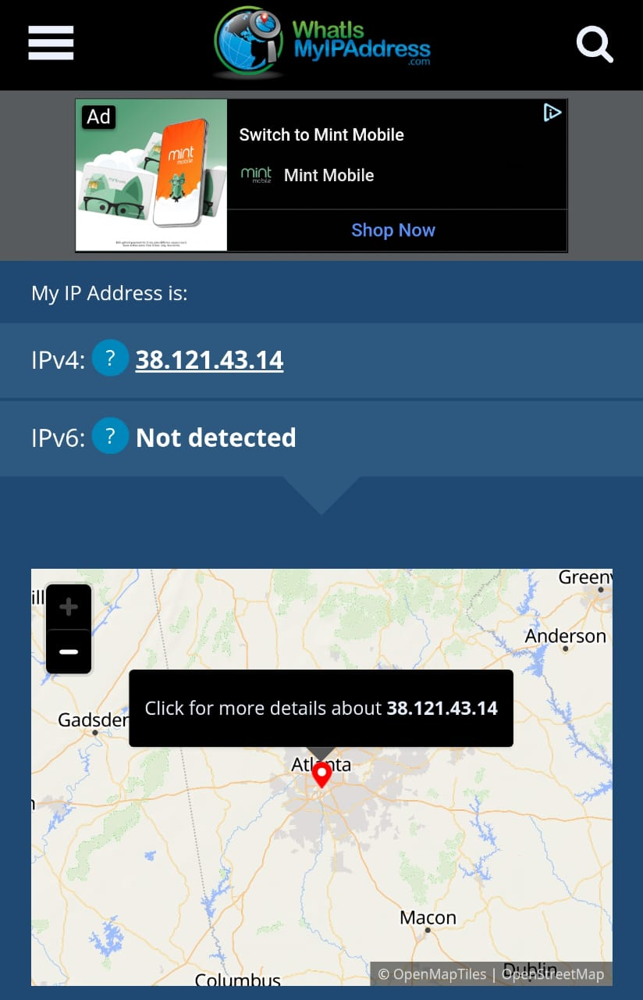 WhatIs
MyIPAddress
.com
Ad
mint
mobile
Switch to Mint Mobile
mint
mobile
Mint Mobile
Shop Now
My IP Address is:
IPv4: ? 38.121.43.14
IPv6: ? Not detected
Greenv
ill
+
−
Anderson
Click for more details about 38.121.43.14
Gadsden
Atlanta
Macon
Dublin
© OpenMapTiles | OpenStreetMap
Columbus